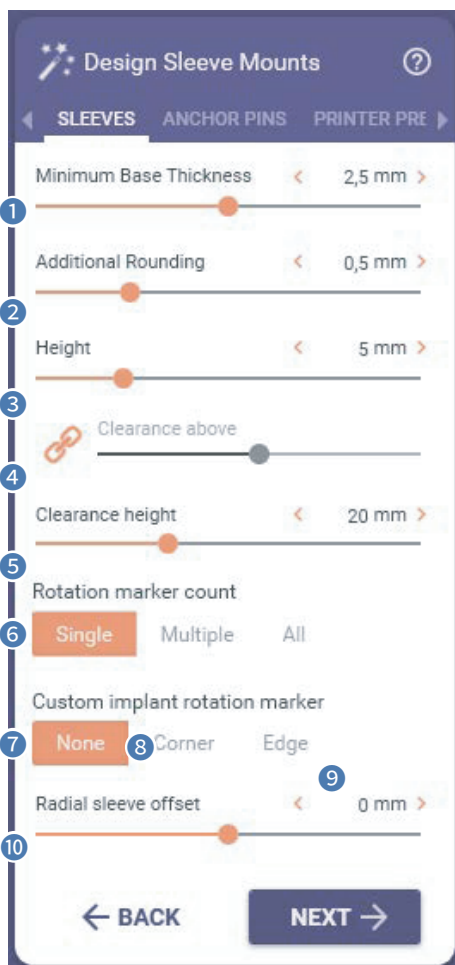 Design Sleeve Mounts ?
SLEEVES ANCHOR PINS PRINTER PRE
Minimum Base Thickness < 2,5 mm >
1
Additional Rounding < 0,5 mm >
2
Height < 5 mm >
3
Clearance above
4
Clearance height < 20 mm >
5
Rotation marker count
6 Single Multiple All
Custom implant rotation marker
7 None 8 Corner Edge
9
Radial sleeve offset < 0 mm >
10
← BACK NEXT →